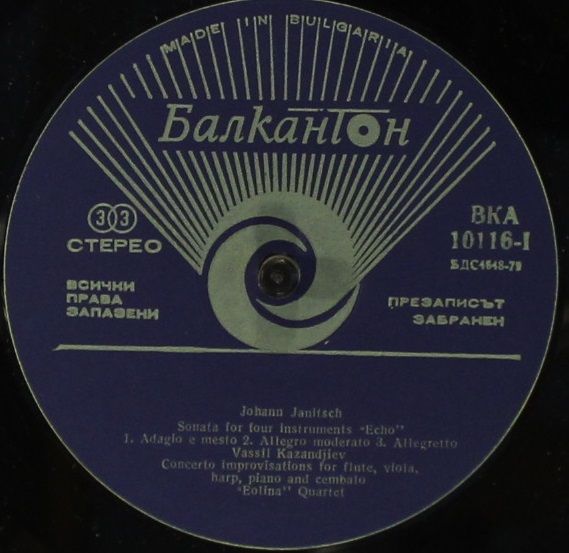 MADE IN BULGARIA
Балкантон
33
СТЕРЕО
ВКА
10116-I
БДС4648-79
ВСИЧКИ
ПРАВА
ЗАПАЗЕНИ
ПРЕЗАПИСЪТ
ЗАБРАНЕН
Johann Janitsch
Sonata for four instruments "Echo"
1. Adagio e mesto 2. Allegro moderato 3. Allegretto
Vassil Kazandjiev
Concerto improvisations for flute, viola,
harp, piano and cembalo
"Eolina" Quartet